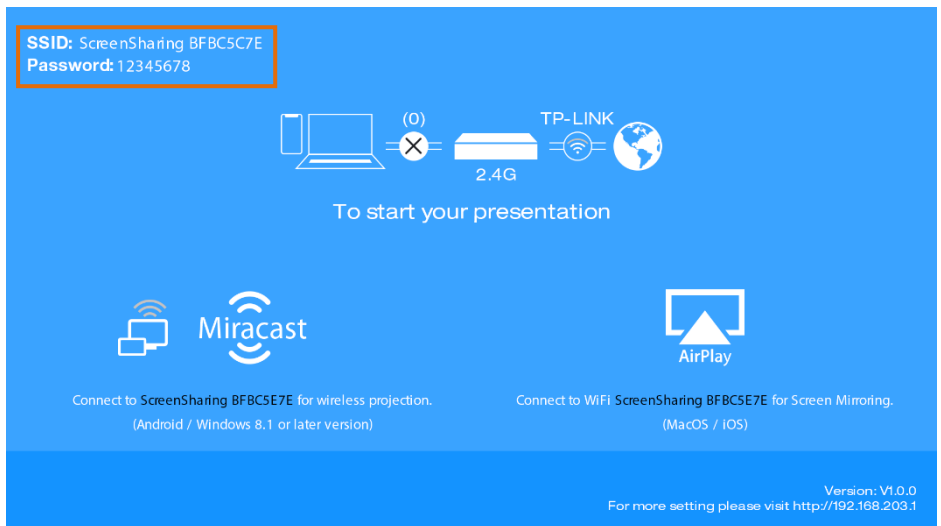 SSID: ScreenSharing BFBC5C7E
Password: 12345678
(0)
TP-LINK
2.4G
To start your presentation
Miracast
AirPlay
Connect to ScreenSharing BFBC5E7E for wireless projection.
(Android / Windows 8.1 or later version)
Connect to WiFi ScreenSharing BFBC5E7E for Screen Mirroring.
(MacOS / iOS)
Version: V1.0.0
For more setting please visit http://192.168.203.1